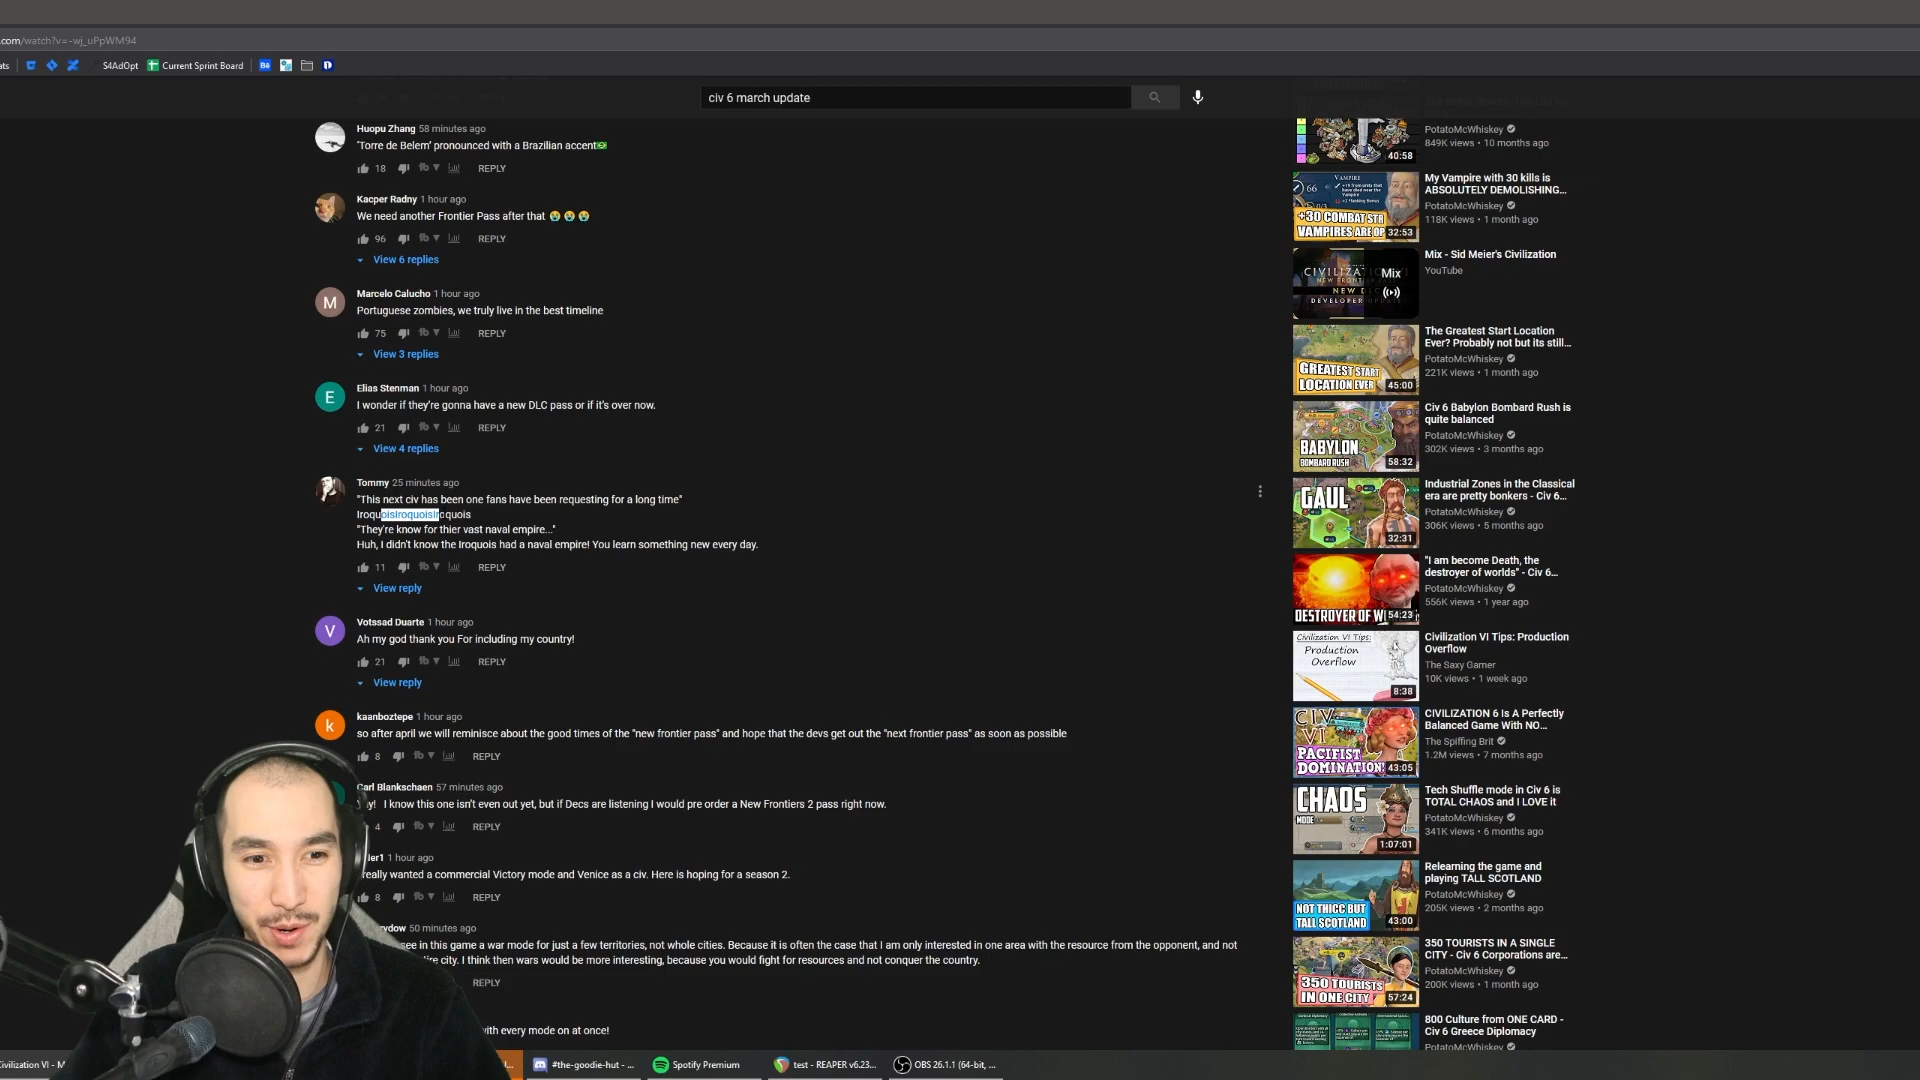 .com/watch?v=-wj_uPpWM94
ats
S4AdOpt
Current Sprint Board
Bē
civ 6 march update
Huopu Zhang 58 minutes ago
'Torre de Belem' pronounced with a Brazilian accent
18 REPLY
Kacper Radny 1 hour ago
We need another Frontier Pass after that 😭😭😭
96 REPLY
View 6 replies
M
Marcelo Calucho 1 hour ago
Portuguese zombies, we truly live in the best timeline
75 REPLY
View 3 replies
E
Elias Stenman 1 hour ago
I wonder if they're gonna have a new DLC pass or if it's over now.
21 REPLY
View 4 replies
Tommy 25 minutes ago
"This next civ has been one fans have been requesting for a long time"
IroquoisIroquoisIroquois
"They're know for thier vast naval empire..."
Huh, I didn't know the Iroquois had a naval empire! You learn something new every day.
11 REPLY
View reply
V
Votssad Duarte 1 hour ago
Ah my god thank you For including my country!
21 REPLY
View reply
k
kaanboztepe 1 hour ago
so after april we will reminisce about the good times of the "new frontier pass" and hope that the devs get out the "next frontier pass" as soon as possible
8 REPLY
Carl Blankschaen 57 minutes ago
I know this one isn't even out yet, but if Decs are listening I would pre order a New Frontiers 2 pass right now.
4 REPLY
ler1 1 hour ago
really wanted a commercial Victory mode and Venice as a civ. Here is hoping for a season 2.
8 REPLY
rydow 50 minutes ago
see in this game a war mode for just a few territories, not whole cities. Because it is often the case that I am only interested in one area with the resource from the opponent, and not
tire city. I think then wars would be more interesting, because you would fight for resources and not conquer the country.
REPLY
with every mode on at once!
40:58
PotatoMcWhiskey
849K views • 10 months ago
VAMPIRE
66
+30 COMBAT STR
VAMPIRES ARE OP
32:53
My Vampire with 30 kills is
ABSOLUTELY DEMOLISHING...
PotatoMcWhiskey
118K views • 1 month ago
CIVILIZATION VI
NEW FRONTIER PASS
NEW DLC
DEVELOPER UPDATE
Mix
Mix - Sid Meier's Civilization
YouTube
GREATEST START
LOCATION EVER
45:00
The Greatest Start Location
Ever? Probably not but its still...
PotatoMcWhiskey
221K views • 1 month ago
BABYLON
BOMBARD RUSH
58:32
Civ 6 Babylon Bombard Rush is
quite balanced
PotatoMcWhiskey
302K views • 3 months ago
GAUL
32:31
Industrial Zones in the Classical
era are pretty bonkers - Civ 6...
PotatoMcWhiskey
306K views • 5 months ago
DESTROYER OF W
54:23
"I am become Death, the
destroyer of worlds" - Civ 6...
PotatoMcWhiskey
556K views • 1 year ago
Civilization VI Tips:
Production
Overflow
8:38
Civilization VI Tips: Production
Overflow
The Saxy Gamer
10K views • 1 week ago
CIV
VI
PACIFIST
DOMINATION!
43:05
CIVILIZATION 6 Is A Perfectly
Balanced Game With NO...
The Spiffing Brit
1.2M views • 7 months ago
CHAOS
MODE
1:07:01
Tech Shuffle mode in Civ 6 is
TOTAL CHAOS and I LOVE it
PotatoMcWhiskey
341K views • 6 months ago
NOT THICC BUT
TALL SCOTLAND
43:00
Relearning the game and
playing TALL SCOTLAND
PotatoMcWhiskey
205K views • 2 months ago
350 TOURISTS
IN ONE CITY
57:24
350 TOURISTS IN A SINGLE
CITY - Civ 6 Corporations are...
PotatoMcWhiskey
200K views • 1 month ago
800 Culture from ONE CARD -
Civ 6 Greece Diplomacy
PotatoMcWhiskey
Civilization VI - M
#the-goodie-hut - ...
Spotify Premium
test - REAPER v6.23...
OBS 26.1.1 (64-bit, ...